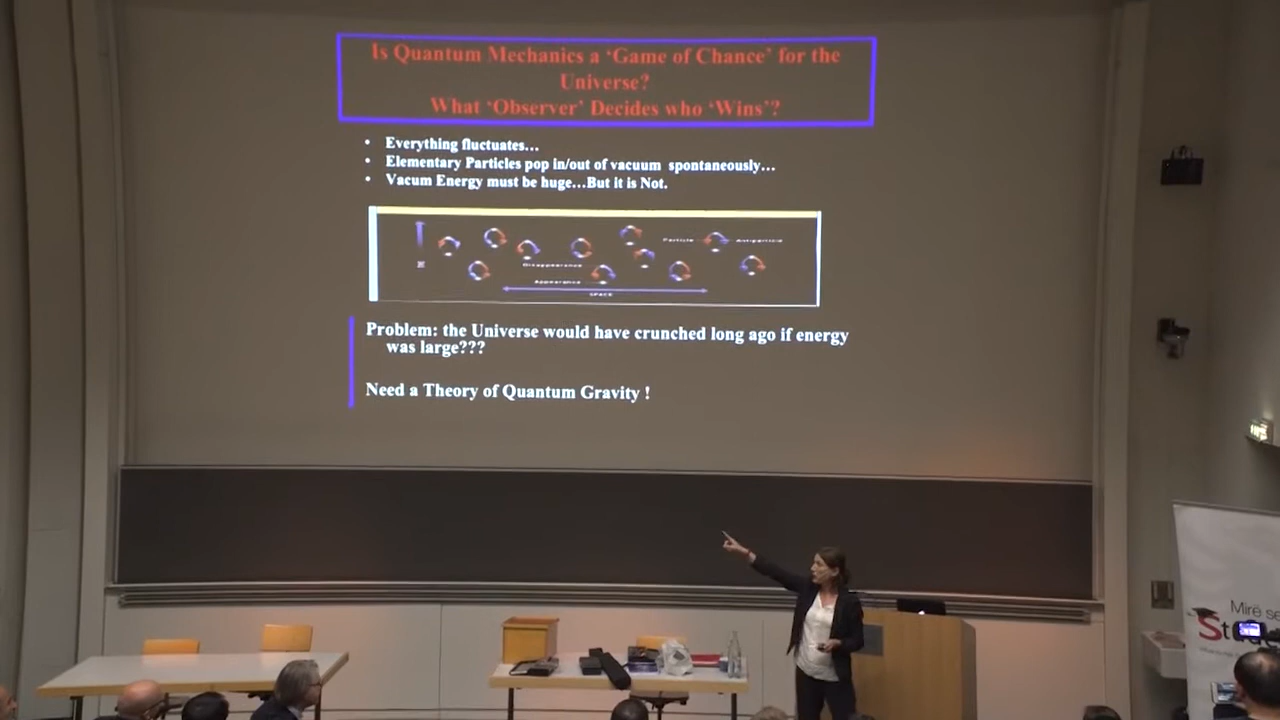 Is Quantum Mechanics a ‘Game of Chance’ for the
Universe?
What ‘Observer’ Decides who ‘Wins’?
• Everything fluctuates…
• Elementary Particles pop in/out of vacuum spontaneously…
• Vacum Energy must be huge…But it is Not.
Particle
Antiparticle
Disappearance
Appearance
SPACE
Problem: the Universe would have crunched long ago if energy
was large???
Need a Theory of Quantum Gravity !
Mirë se